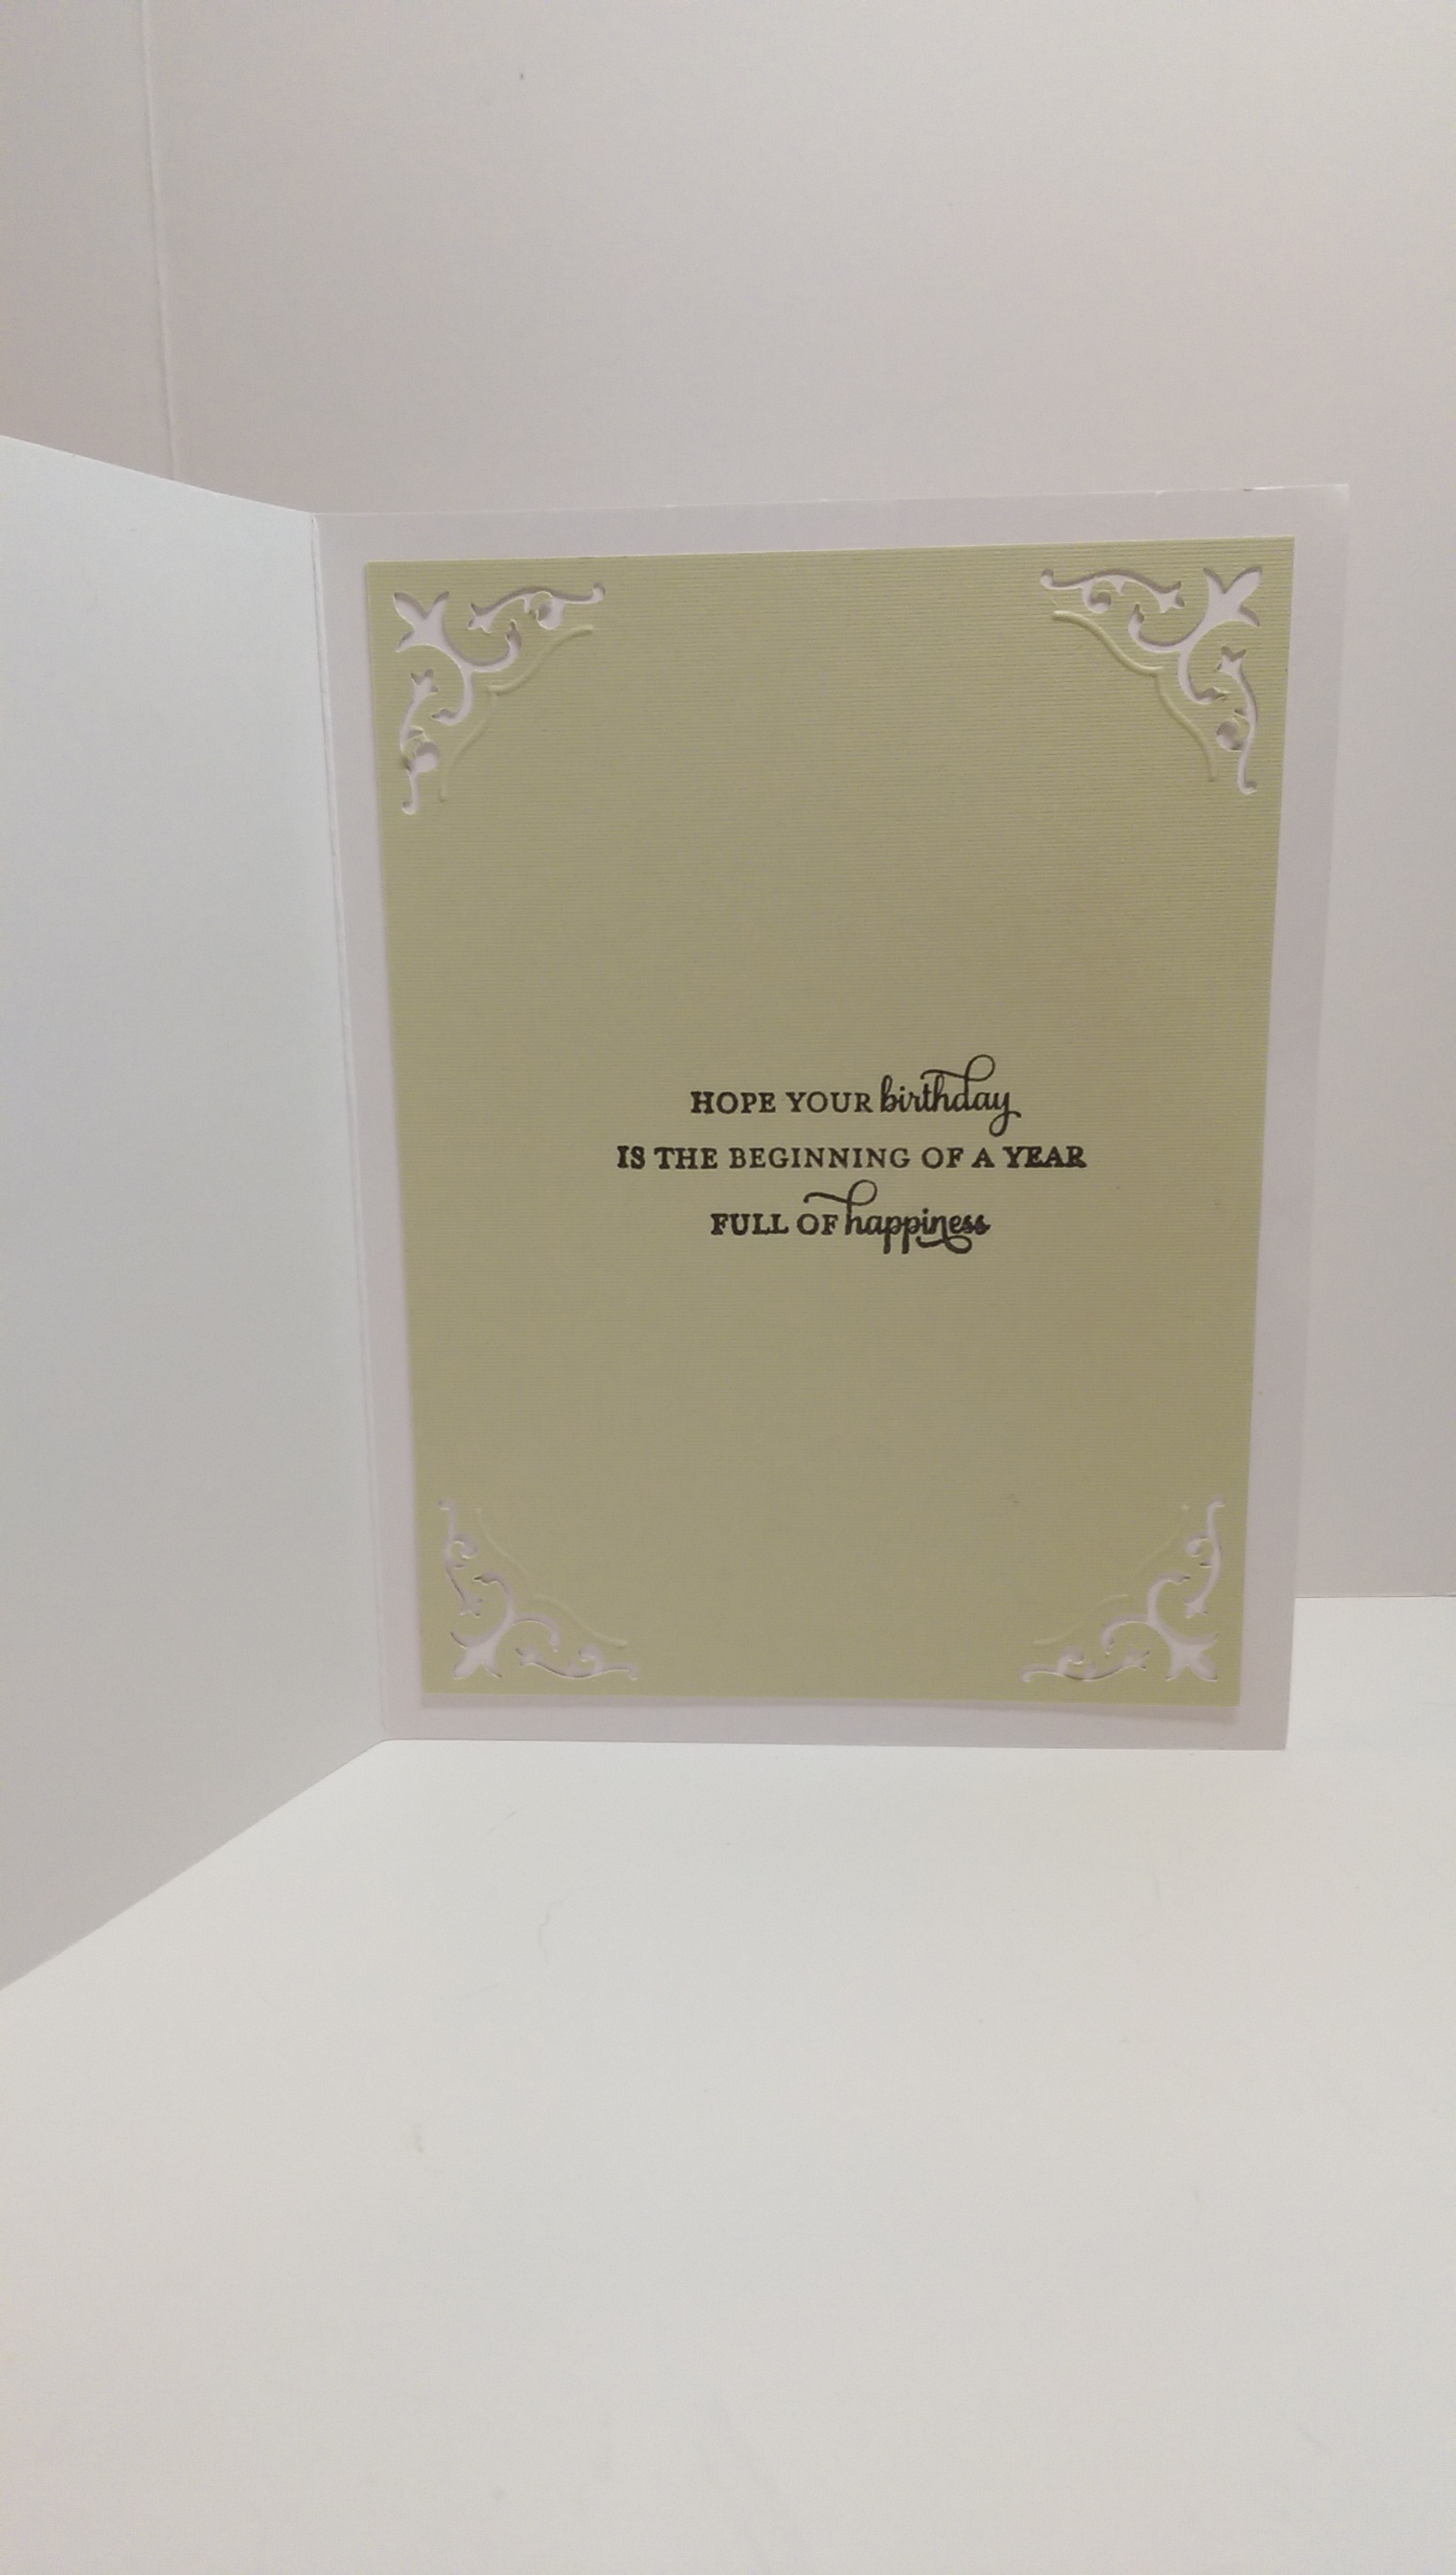 HOPE YOUR birthday
IS THE BEGINNING OF A YEAR
FULL OF happiness